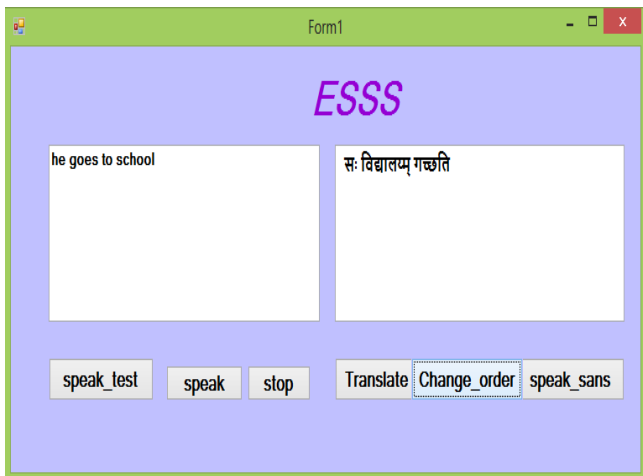 Form1
ESSS
he goes to school
सः विद्यालय्म् गच्छति
speak_test speak stop Translate Change_order speak_sans